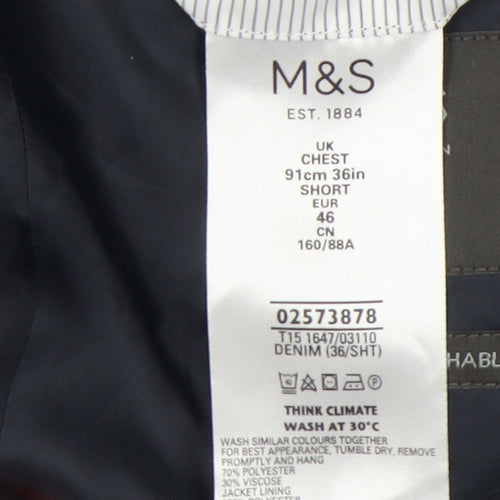 M&S
EST. 1884
UK
CHEST
91cm 36in
SHORT
EUR
46
CN
160/88A
02573878
T15 1647/03110
DENIM (36/SHT)
THINK CLIMATE
WASH AT 30°C
WASH SIMILAR COLOURS TOGETHER
FOR BEST APPEARANCE, TUMBLE DRY, REMOVE
PROMPTLY AND HANG
70% POLYESTER
30% VISCOSE
JACKET LINING
HABL